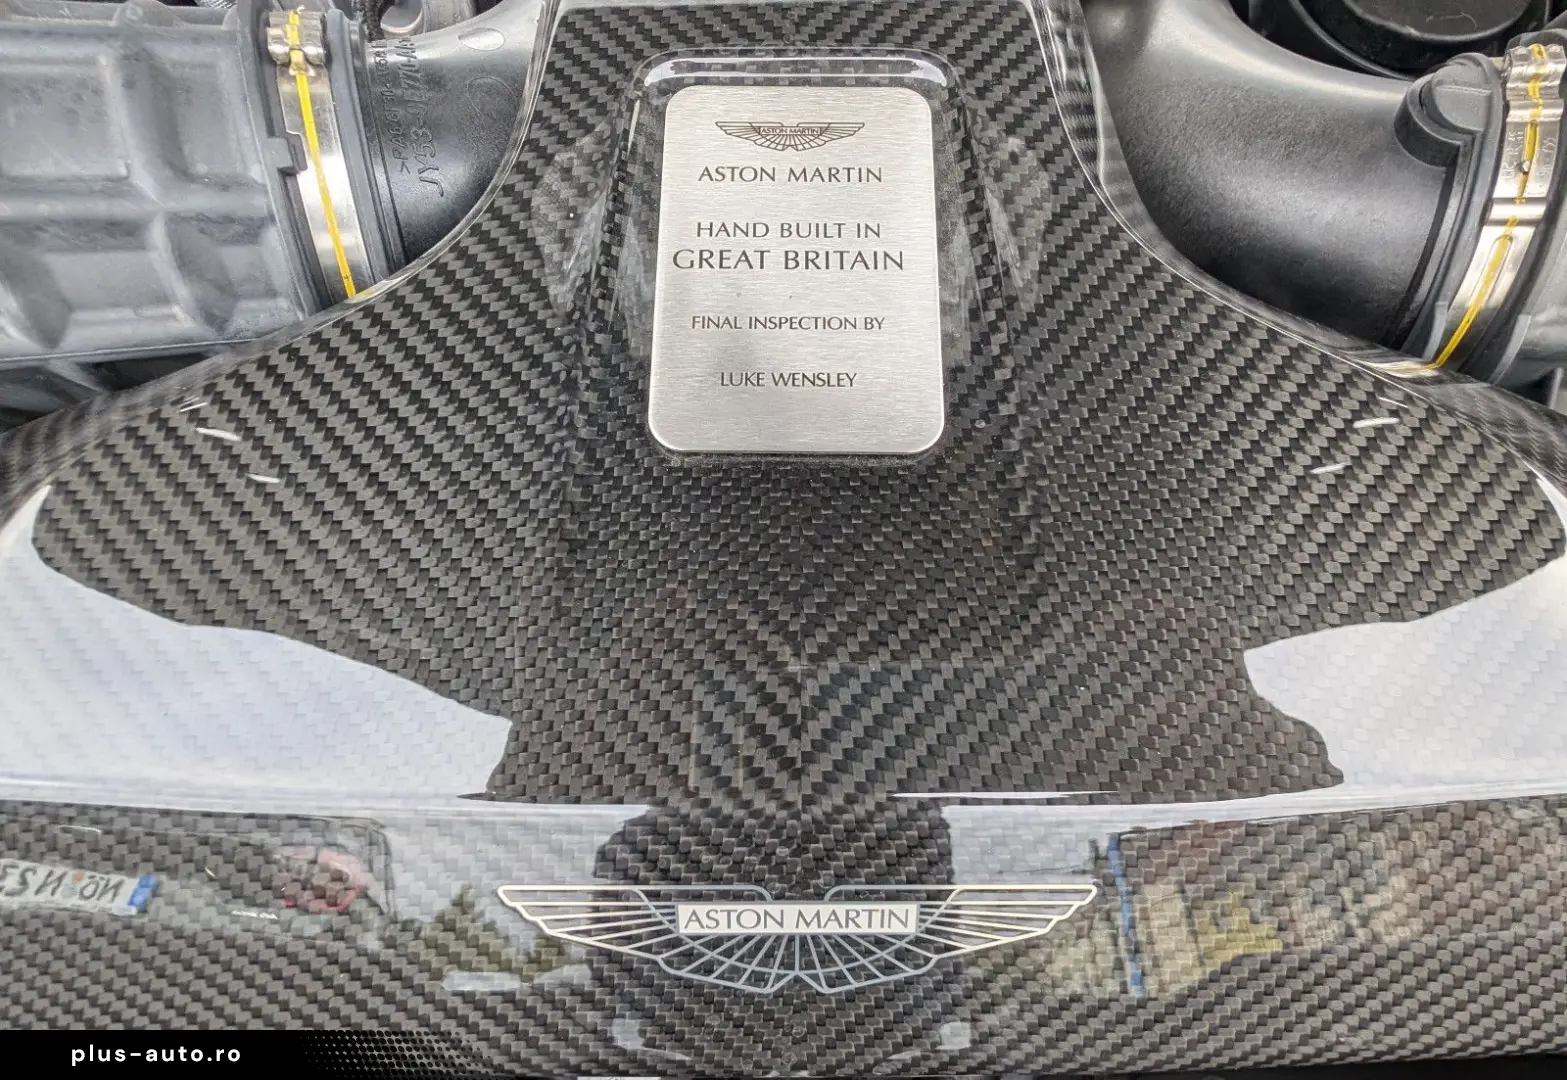 ASTON MARTIN
ASTON MARTIN
HAND BUILT IN
GREAT BRITAIN
FINAL INSPECTION BY
LUKE WENSLEY
ASTON MARTIN
plus-auto.ro